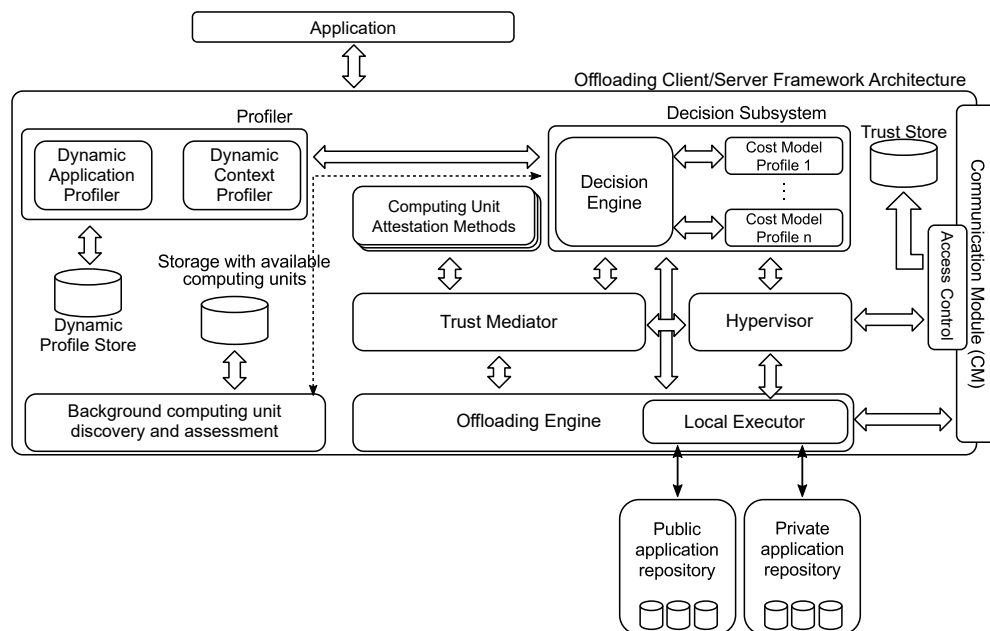 Application
Offloading Client/Server Framework Architecture
Profiler
Decision Subsystem
Trust Store
Dynamic
Application
Profiler
Dynamic
Context
Profiler
Decision
Engine
Cost Model
Profile 1
⋮
Cost Model
Profile n
Computing Unit
Attestation Methods
Communication Module (CM)
Access Control
Storage with available
computing units
Dynamic
Profile Store
Trust Mediator
Hypervisor
Background computing unit
discovery and assessment
Offloading Engine
Local Executor
Public
application
repository
Private
application
repository